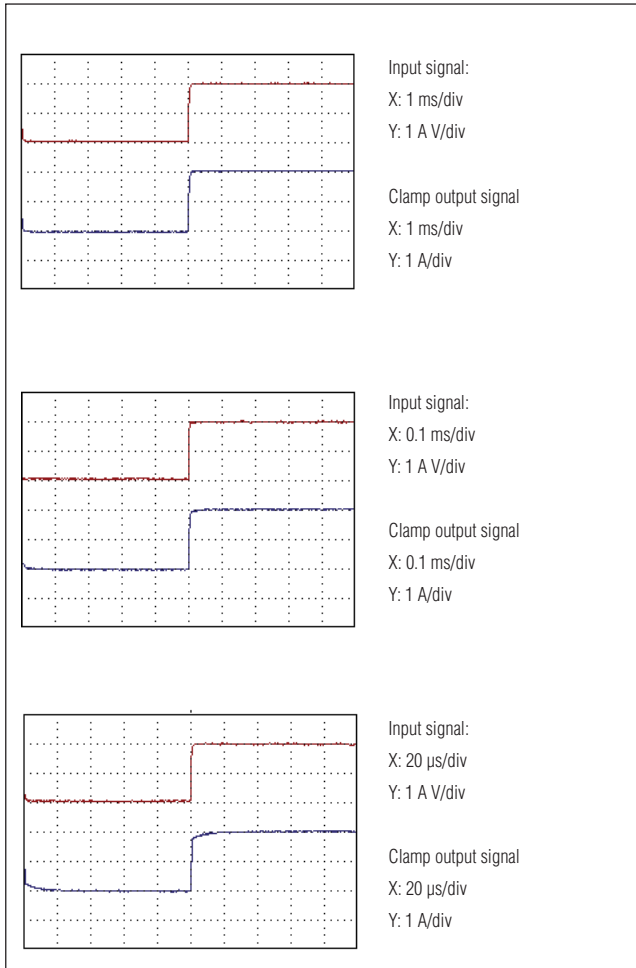 Input signal:
X: 1 ms/div
Y: 1 A V/div
Clamp output signal
X: 1 ms/div
Y: 1 A/div
Input signal:
X: 0.1 ms/div
Y: 1 A V/div
Clamp output signal
X: 0.1 ms/div
Y: 1 A/div
Input signal:
X: 20 µs/div
Y: 1 A V/div
Clamp output signal
X: 20 µs/div
Y: 1 A/div